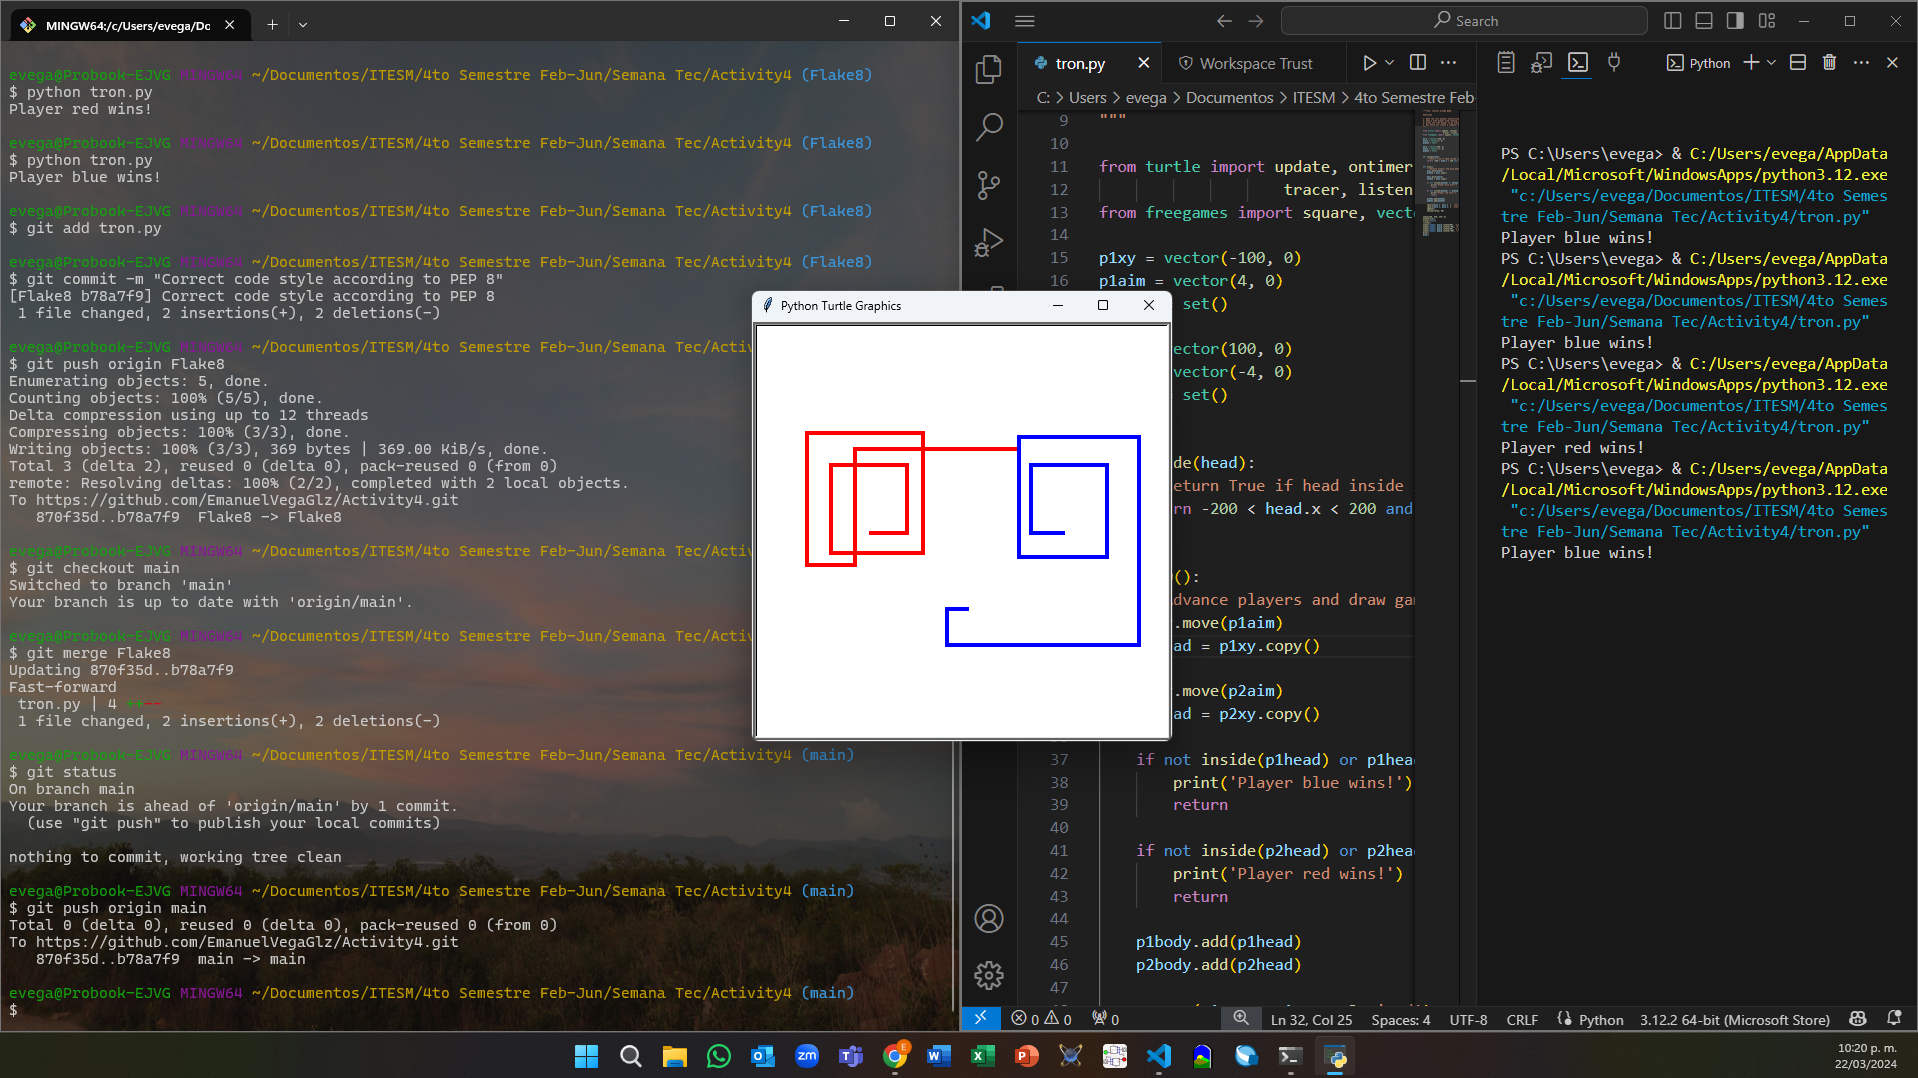 MINGW64:/c/Users/evega/Do
evega@Probook-EJVG MINGW64 ~/Documentos/ITESM/4to Semestre Feb-Jun/Semana Tec/Activity4 (Flake8)
$ python tron.py
Player red wins!
evega@Probook-EJVG MINGW64 ~/Documentos/ITESM/4to Semestre Feb-Jun/Semana Tec/Activity4 (Flake8)
$ python tron.py
Player blue wins!
evega@Probook-EJVG MINGW64 ~/Documentos/ITESM/4to Semestre Feb-Jun/Semana Tec/Activity4 (Flake8)
$ git add tron.py
evega@Probook-EJVG MINGW64 ~/Documentos/ITESM/4to Semestre Feb-Jun/Semana Tec/Activity4 (Flake8)
$ git commit -m "Correct code style according to PEP 8"
[Flake8 b78a7f9] Correct code style according to PEP 8
1 file changed, 2 insertions(+), 2 deletions(-)
evega@Probook-EJVG MINGW64 ~/Documentos/ITESM/4to Semestre Feb-Jun/Semana Tec/Activ
$ git push origin Flake8
Enumerating objects: 5, done.
Counting objects: 100% (5/5), done.
Delta compression using up to 12 threads
Compressing objects: 100% (3/3), done.
Writing objects: 100% (3/3), 369 bytes | 369.00 KiB/s, done.
Total 3 (delta 2), reused 0 (delta 0), pack-reused 0 (from 0)
remote: Resolving deltas: 100% (2/2), completed with 2 local objects.
To https://github.com/EmanuelVegaGlz/Activity4.git
870f35d..b78a7f9  Flake8 -> Flake8
evega@Probook-EJVG MINGW64 ~/Documentos/ITESM/4to Semestre Feb-Jun/Semana Tec/Activ
$ git checkout main
Switched to branch 'main'
Your branch is up to date with 'origin/main'.
evega@Probook-EJVG MINGW64 ~/Documentos/ITESM/4to Semestre Feb-Jun/Semana Tec/Activ
$ git merge Flake8
Updating 870f35d..b78a7f9
Fast-forward
tron.py | 4 ++--
1 file changed, 2 insertions(+), 2 deletions(-)
evega@Probook-EJVG MINGW64 ~/Documentos/ITESM/4to Semestre Feb-Jun/Semana Tec/Activity4 (main)
$ git status
On branch main
Your branch is ahead of 'origin/main' by 1 commit.
(use "git push" to publish your local commits)
nothing to commit, working tree clean
evega@Probook-EJVG MINGW64 ~/Documentos/ITESM/4to Semestre Feb-Jun/Semana Tec/Activity4 (main)
$ git push origin main
Total 0 (delta 0), reused 0 (delta 0), pack-reused 0 (from 0)
To https://github.com/EmanuelVegaGlz/Activity4.git
870f35d..b78a7f9  main -> main
evega@Probook-EJVG MINGW64 ~/Documentos/ITESM/4to Semestre Feb-Jun/Semana Tec/Activity4 (main)
$
Python Turtle Graphics
Search
tron.py
Workspace Trust
C: > Users > evega > Documentos > ITESM > 4to Semestre Feb-
9 """
10
11 from turtle import update, ontimer
12 tracer, listen
13 from freegames import square, vect
14
15 p1xy = vector(-100, 0)
16 p1aim = vector(4, 0)
set()
ector(100, 0)
vector(-4, 0)
set()
de(head):
eturn True if head inside
rn -200 < head.x < 200 and
():
dvance players and draw ga
.move(p1aim)
ad = p1xy.copy()
.move(p2aim)
ad = p2xy.copy()
37 if not inside(p1head) or p1hea
38 print('Player blue wins!')
39 return
40
41 if not inside(p2head) or p2hea
42 print('Player red wins!')
43 return
44
45 p1body.add(p1head)
46 p2body.add(p2head)
47
Python
PS C:\Users\evega> & C:/Users/evega/AppData
/Local/Microsoft/WindowsApps/python3.12.exe
"c:/Users/evega/Documentos/ITESM/4to Semes
tre Feb-Jun/Semana Tec/Activity4/tron.py"
Player blue wins!
PS C:\Users\evega> & C:/Users/evega/AppData
/Local/Microsoft/WindowsApps/python3.12.exe
"c:/Users/evega/Documentos/ITESM/4to Semes
tre Feb-Jun/Semana Tec/Activity4/tron.py"
Player blue wins!
PS C:\Users\evega> & C:/Users/evega/AppData
/Local/Microsoft/WindowsApps/python3.12.exe
"c:/Users/evega/Documentos/ITESM/4to Semes
tre Feb-Jun/Semana Tec/Activity4/tron.py"
Player red wins!
PS C:\Users\evega> & C:/Users/evega/AppData
/Local/Microsoft/WindowsApps/python3.12.exe
"c:/Users/evega/Documentos/ITESM/4to Semes
tre Feb-Jun/Semana Tec/Activity4/tron.py"
Player blue wins!
0 0 0 Ln 32, Col 25 Spaces: 4 UTF-8 CRLF Python 3.12.2 64-bit (Microsoft Store)
zm
E
10:20 p. m.
22/03/2024